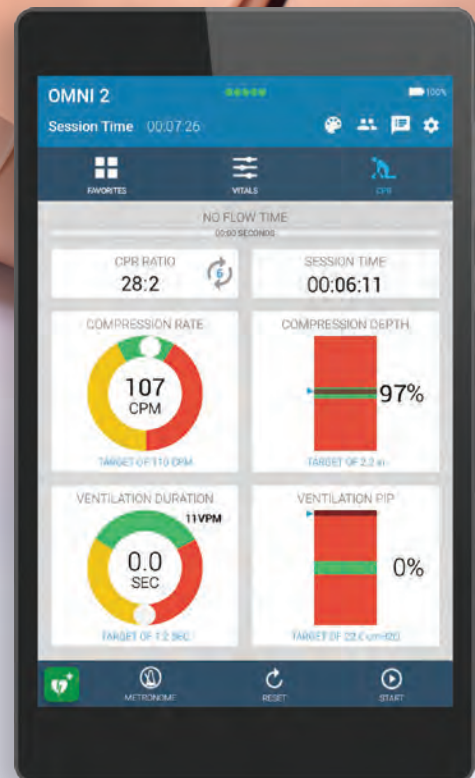 OMNI 2
100%
Session Time 00:07:26
FAVORITES
VITALS
CPR
NO FLOW TIME
00:00 SECONDS
CPR RATIO
28:2
6
SESSION TIME
00:06:11
COMPRESSION RATE
107
CPM
TARGET OF 110 CPM
COMPRESSION DEPTH
97%
TARGET OF 2.2 in
VENTILATION DURATION
11VPM
0.0
SEC
TARGET OF 1.2 SEC
VENTILATION PIP
0%
TARGET OF 22.0 cmH2O
METRONOME
RESET
START